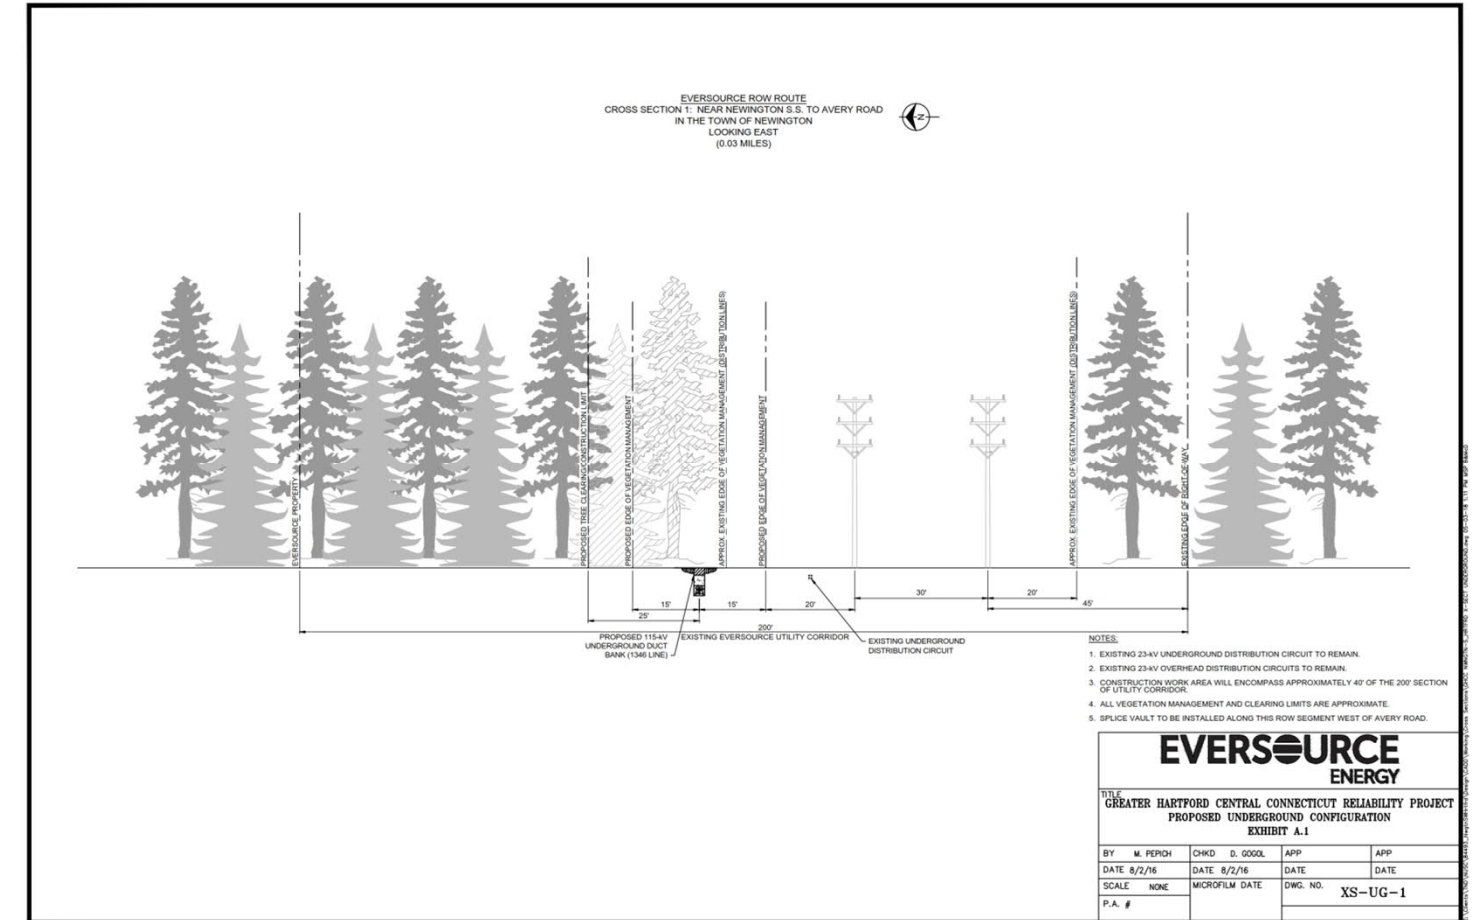 EVERSOURCE ROW ROUTE
CROSS SECTION 1: NEAR NEWINGTON S.S. TO AVERY ROAD
IN THE TOWN OF NEWINGTON
LOOKING EAST
(0.03 MILES)
N
EVERSOURCE PROPERTY
PROPOSED TREE CLEARING/CONSTRUCTION LIMIT
PROPOSED EDGE OF VEGETATION MANAGEMENT
APPROX. EXISTING EDGE OF VEGETATION MANAGEMENT (DISTRIBUTION LINES)
PROPOSED EDGE OF VEGETATION MANAGEMENT
APPROX. EXISTING EDGE OF VEGETATION MANAGEMENT (DISTRIBUTION LINES)
EXISTING EDGE OF RIGHT-OF-WAY
15'
15'
20'
30'
20'
25'
45'
200'
EXISTING EVERSOURCE UTILITY CORRIDOR
PROPOSED 115-kV
UNDERGROUND DUCT
BANK (1346 LINE)
EXISTING UNDERGROUND
DISTRIBUTION CIRCUIT
NOTES:
1. EXISTING 23-kV UNDERGROUND DISTRIBUTION CIRCUIT TO REMAIN.
2. EXISTING 23-kV OVERHEAD DISTRIBUTION CIRCUITS TO REMAIN.
3. CONSTRUCTION WORK AREA WILL ENCOMPASS APPROXIMATELY 40' OF THE 200' SECTION
OF UTILITY CORRIDOR.
4. ALL VEGETATION MANAGEMENT AND CLEARING LIMITS ARE APPROXIMATE.
5. SPLICE VAULT TO BE INSTALLED ALONG THIS ROW SEGMENT WEST OF AVERY ROAD.
EVERSOURCE
ENERGY
TITLE
GREATER HARTFORD CENTRAL CONNECTICUT RELIABILITY PROJECT
PROPOSED UNDERGROUND CONFIGURATION
EXHIBIT A.1
BY M. PEPICH CHKD D. GOGOL APP APP
DATE 8/2/16 DATE 8/2/16 DATE DATE
SCALE NONE MICROFILM DATE DWG. NO. XS-UG-1
P.A. #